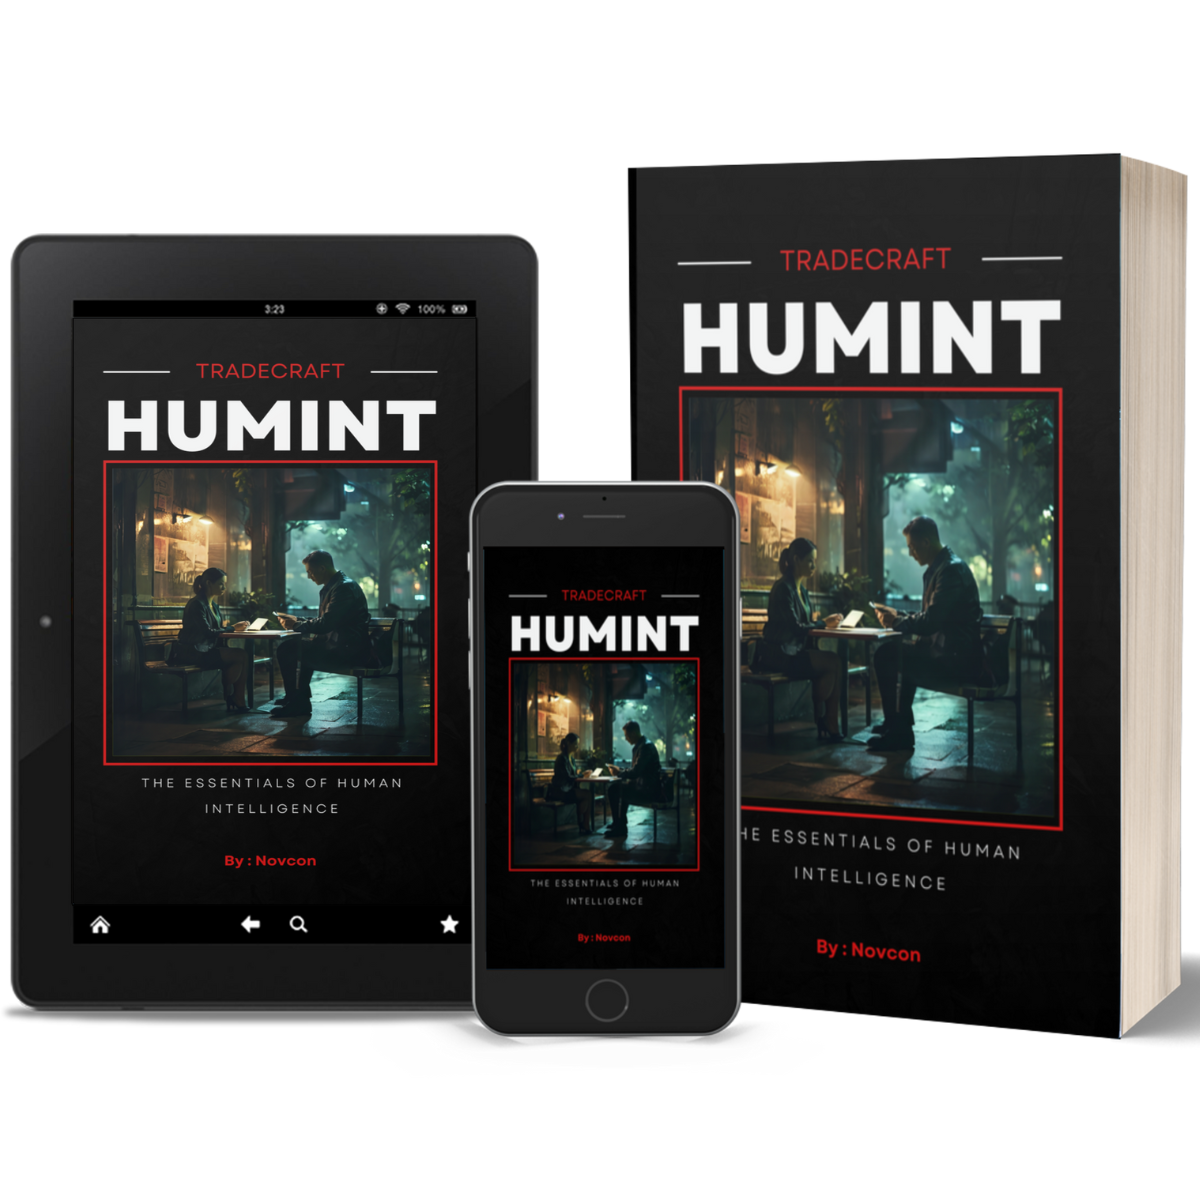 3:23 100%
TRADECRAFT
HUMINT
THE ESSENTIALS OF HUMAN
INTELLIGENCE
By : Novcon
TRADECRAFT
HUMINT
THE ESSENTIALS OF HUMAN
INTELLIGENCE
By : Novcon
TRADECRAFT
HUMINT
HE ESSENTIALS OF HUMAN
INTELLIGENCE
By : Novcon